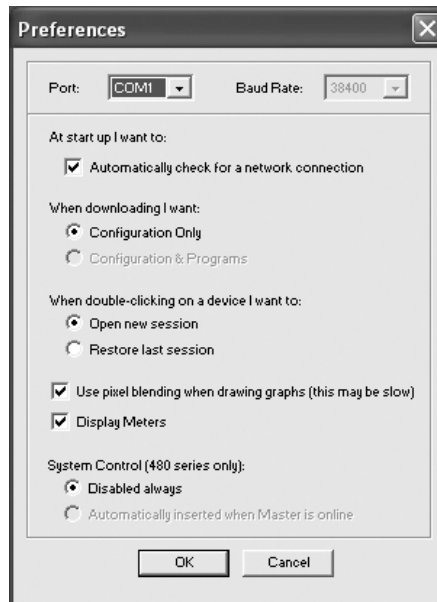 Preferences
Port: COM1 Baud Rate: 38400
At start up I want to:
Automatically check for a network connection
When downloading I want:
Configuration Only
Configuration & Programs
When double-clicking on a device I want to:
Open new session
Restore last session
Use pixel blending when drawing graphs (this may be slow)
Display Meters
System Control (480 series only):
Disabled always
Automatically inserted when Master is online
OK Cancel